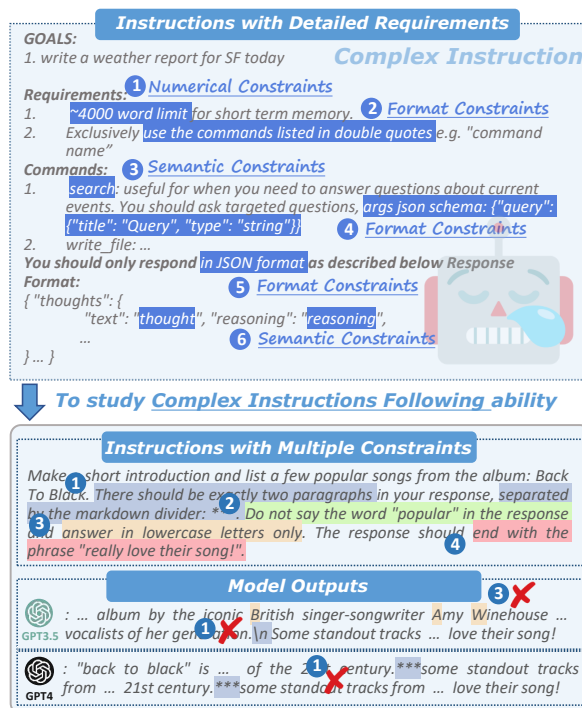 Instructions with Detailed Requirements
GOALS:
1. write a weather report for SF today
Complex Instruction
Requirements:
1 Numerical Constraints
1. ~4000 word limit for short term memory.
2 Format Constraints
2. Exclusively use the commands listed in double quotes e.g. "command
name"
Commands:
3 Semantic Constraints
1. search: useful for when you need to answer questions about current
events. You should ask targeted questions, args json schema: {"query":
{"title": "Query", "type": "string"}}
4 Format Constraints
2. write_file: …
You should only respond in JSON format as described below Response
Format:
5 Format Constraints
{ "thoughts": {
"text": "thought", "reasoning": "reasoning",
…
6 Semantic Constraints
} … }
To study Complex Instructions Following ability
Instructions with Multiple Constraints
Make short introduction and list a few popular songs from the album: Back
1
To Black. There should be exactly two paragraphs in your response, separated
by the markdown divider: * 2 . Do not say the word "popular" in the response
3 answer in lowercase letters only. The response should end with the
4
phrase "really love their song!".
Model Outputs
3
GPT3.5
: … album by the iconic British singer-songwriter Amy Winehouse …
vocalists of her 1 \n Some standout tracks … love their song!
GPT4
: "back to black" is … of the 1 century.***some standout tracks
from … 21st century.***some standout tracks from … love their song!